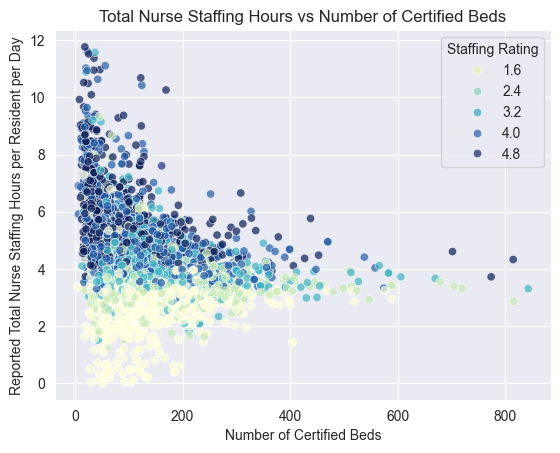 Total Nurse Staffing Hours vs Number of Certified Beds
Reported Total Nurse Staffing Hours per Resident per Day
12
10
8
6
4
2
0
Staffing Rating
1.6
2.4
3.2
4.0
4.8
0 200 400 600 800
Number of Certified Beds